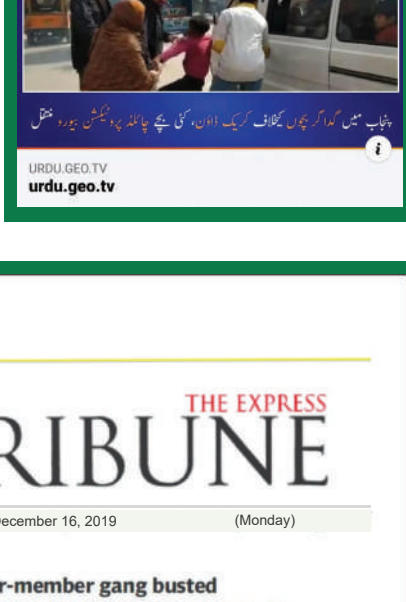 پنجاب میں گداگر بچوں کیخلاف کریک ڈاؤن، کئی بچے چائلڈ پروٹیکشن بیورو منتقل
i
URDU.GEO.TV
urdu.geo.tv
THE EXPRESS
RIBUNE
ecember 16, 2019 (Monday)
r-member gang busted